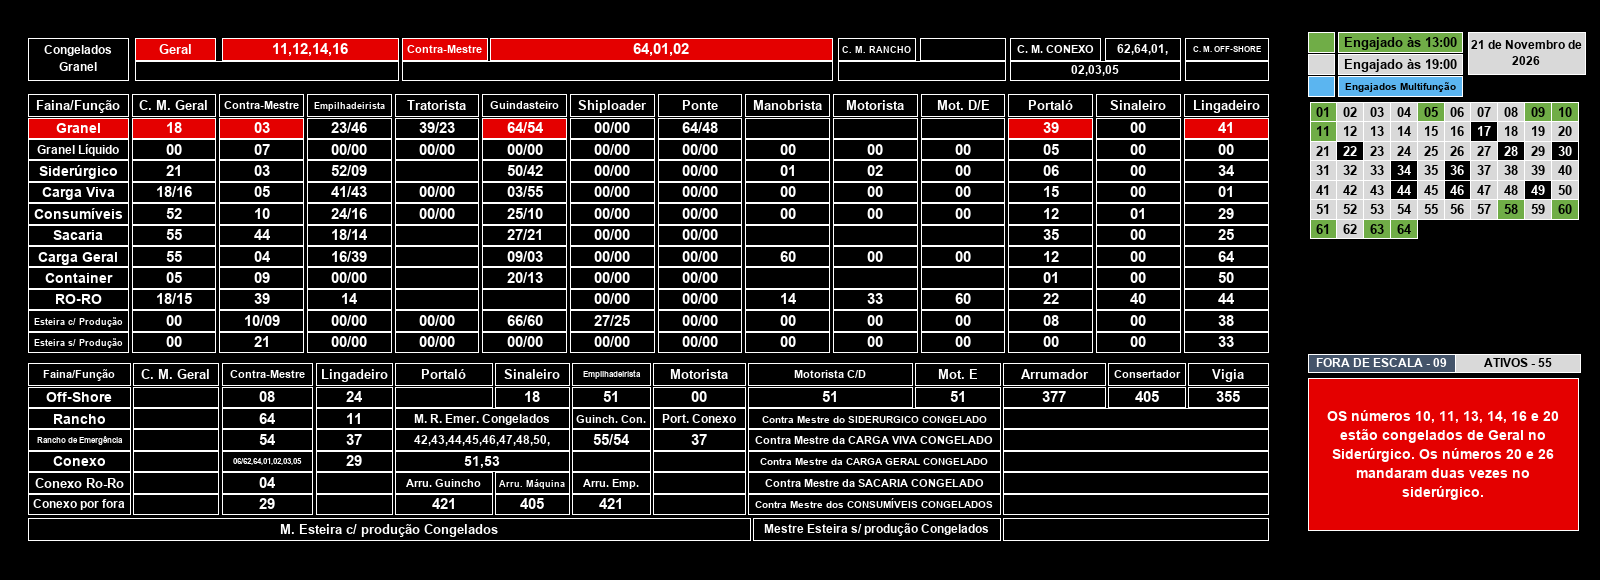 Congelados Granel
Geral 11,12,14,16 Contra-Mestre 64,01,02 C. M. RANCHO C. M. CONEXO 62,64,01, C. M. OFF-SHORE
02,03,05
Faina/Função C. M. Geral Contra-Mestre Empilhadeirista Tratorista Guindasteiro Shiploader Ponte Manobrista Motorista Mot. D/E Portaló Sinaleiro Lingadeiro
Granel 18 03 23/46 39/23 64/54 00/00 64/48 39 00 41
Granel Líquido 00 07 00/00 00/00 00/00 00/00 00/00 00 00 00 05 00 00
Siderúrgico 21 03 52/09 50/42 00/00 00/00 01 02 00 06 00 34
Carga Viva 18/16 05 41/43 00/00 03/55 00/00 00/00 00 00 00 15 00 01
Consumíveis 52 10 24/16 00/00 25/10 00/00 00/00 00 00 00 12 01 29
Sacaria 55 44 18/14 27/21 00/00 00/00 35 00 25
Carga Geral 55 04 16/39 09/03 00/00 00/00 60 00 00 12 00 64
Container 05 09 00/00 20/13 00/00 00/00 01 00 50
RO-RO 18/15 39 14 00/00 00/00 14 33 60 22 40 44
Esteira c/ Produção 00 10/09 00/00 00/00 66/60 27/25 00/00 00 00 00 08 00 38
Esteira s/ Produção 00 21 00/00 00/00 00/00 00/00 00/00 00 00 00 00 00 33
Faina/Função C. M. Geral Contra-Mestre Lingadeiro Portaló Sinaleiro Empilhadeirista Motorista Motorista C/D Mot. E Arrumador Consertador Vigia
Off-Shore 08 24 18 51 00 51 51 377 405 355
Rancho 64 11 M. R. Emer. Congelados Guinch. Con. Port. Conexo Contra Mestre do SIDERURGICO CONGELADO
Rancho de Emergência 54 37 42,43,44,45,46,47,48,50, 55/54 37 Contra Mestre da CARGA VIVA CONGELADO
Conexo 06/62,64,01,02,03,05 29 51,53 Contra Mestre da CARGA GERAL CONGELADO
Conexo Ro-Ro 04 Arru. Guincho Arru. Máquina Arru. Emp. Contra Mestre da SACARIA CONGELADO
Conexo por fora 29 421 405 421 Contra Mestre dos CONSUMÍVEIS CONGELADOS
M. Esteira c/ produção Congelados Mestre Esteira s/ produção Congelados
Engajado às 13:00
Engajado às 19:00
Engajados Multifunção
21 de Novembro de
2026
01 02 03 04 05 06 07 08 09 10
11 12 13 14 15 16 17 18 19 20
21 22 23 24 25 26 27 28 29 30
31 32 33 34 35 36 37 38 39 40
41 42 43 44 45 46 47 48 49 50
51 52 53 54 55 56 57 58 59 60
61 62 63 64
FORA DE ESCALA - 09 ATIVOS - 55
OS números 10, 11, 13, 14, 16 e 20
estão congelados de Geral no
Siderúrgico. Os números 20 e 26
mandaram duas vezes no
siderúrgico.